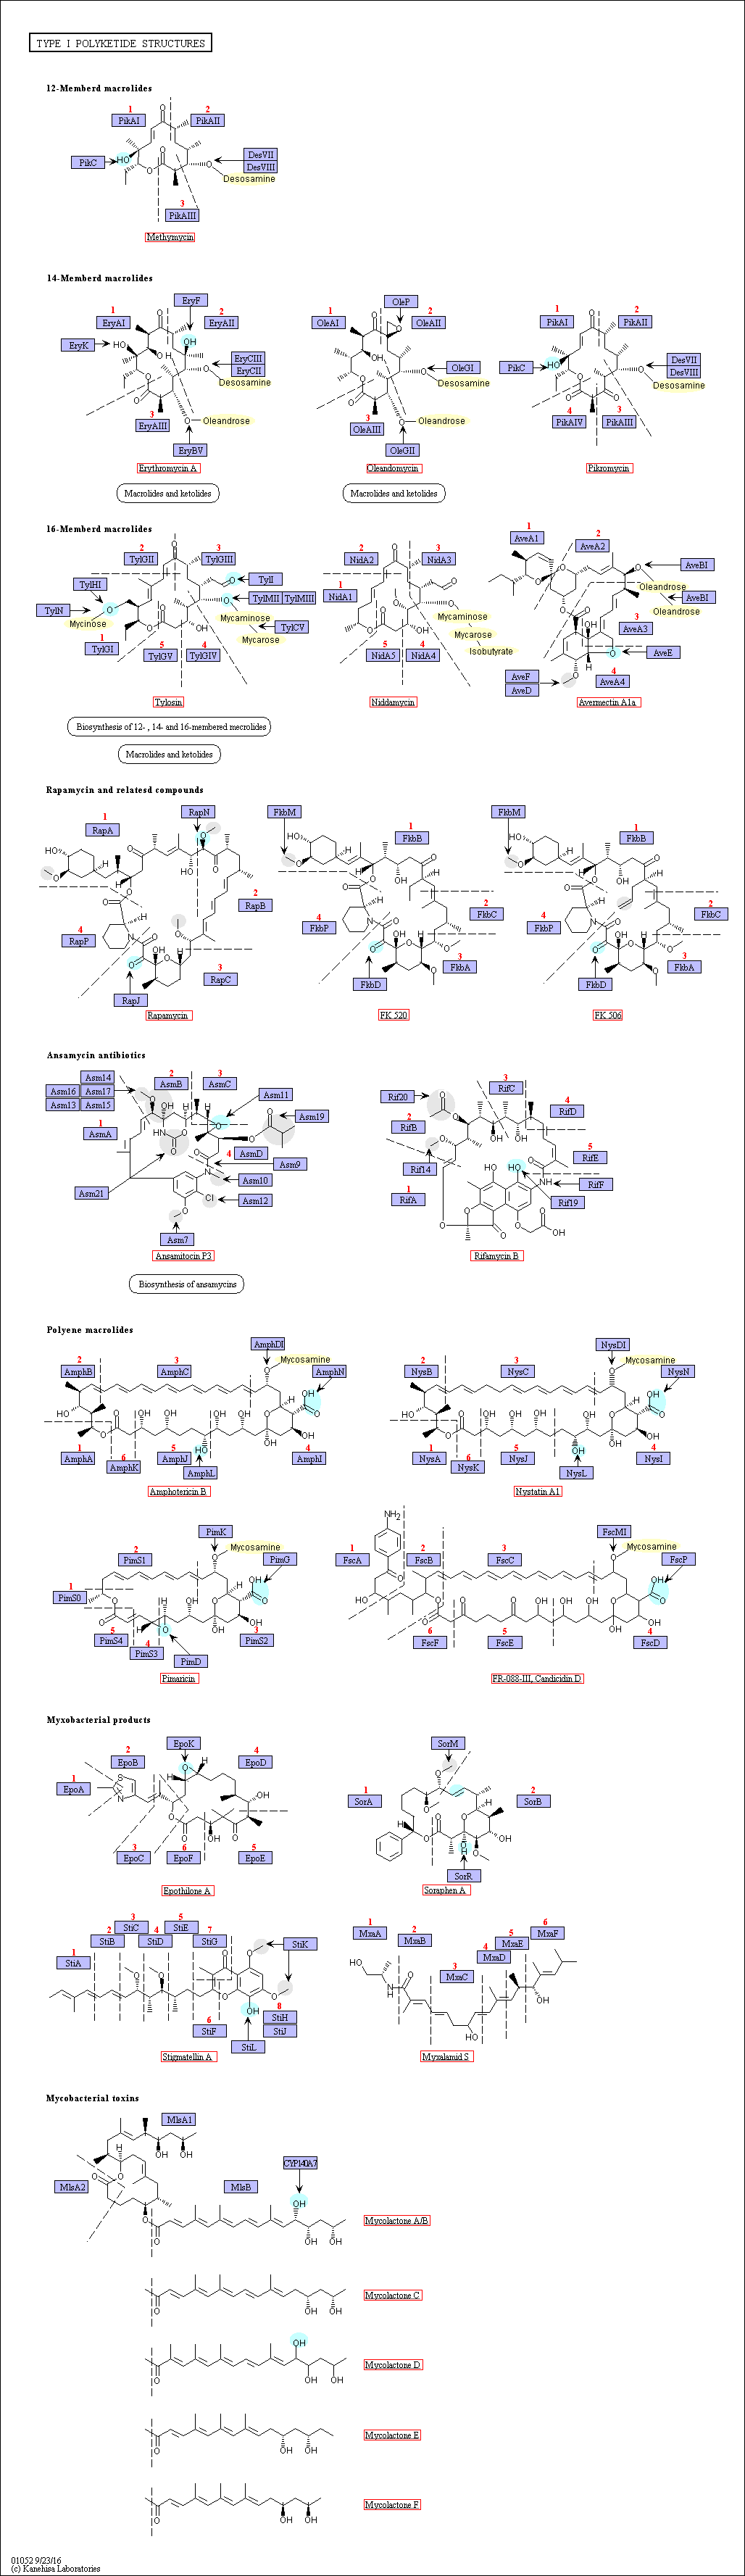 TYPE I POLYKETIDE STRUCTURES
12-Memberd macrolides
1
PikAI
2
PikAII
PikC
HO
O
O
O
O
DesVII
DesVIII
Desosamine
3
PikAIII
Methymycin
14-Memberd macrolides
EryF
1
EryAI
2
EryAII
EryK
HO
OH
OH
EryCIII
EryCII
Desosamine
3
EryAIII
Oleandrose
EryBV
Erythromycin A
Macrolides and ketolides
OleP
1
OleAI
2
OleAII
OH
OleGI
Desosamine
3
OleAIII
Oleandrose
OleGII
Oleandomycin
Macrolides and ketolides
1
PikAI
2
PikAII
PikC
HO
DesVII
DesVIII
Desosamine
4
PikAIV
3
PikAIII
Pikromycin
16-Memberd macrolides
2
TylGII
3
TylGIII
TylHI
TylI
TylMII
TylMIII
TylN
Mycinose
Mycaminose
TylCV
Mycarose
OH
1
TylGI
5
TylGV
4
TylGIV
Tylosin
Biosynthesis of 12- , 14- and 16-membered mecrolides
Macrolides and ketolides
2
NidA2
3
NidA3
1
NidA1
Mycaminose
Mycarose
Isobutyrate
OH
5
NidA5
4
NidA4
Niddamycin
1
AveA1
2
AveA2
AveBI
Oleandrose
AveBI
Oleandrose
3
AveA3
AveE
AveF
AveD
4
AveA4
Avermectin A1a
Rapamycin and relatesd compounds
1
RapA
RapN
HO
OH
2
RapB
4
RapP
OH
3
RapC
RapJ
Rapamycin
FkbM
1
FkbB
HO
OH
2
FkbC
4
FkbP
OH
3
FkbA
FkbD
FK 520
FkbM
1
FkbB
HO
OH
2
FkbC
4
FkbP
OH
3
FkbA
FkbD
FK 506
Ansamycin antibiotics
Asm14
Asm16
Asm17
Asm13
Asm15
2
AsmB
3
AsmC
Asm11
Asm19
1
AsmA
HN
4
AsmD
Asm9
Asm10
Asm21
Cl
Asm12
Asm7
Ansamitocin P3
Biosynthesis of ansamycins
Rif20
3
RifC
4
RifD
2
RifB
OH
OH
5
RifE
Rif14
OH
HO
NH
RifF
1
RifA
Rif19
OH
Rifamycin B
Polyene macrolides
AmphDI
Mycosamine
2
AmphB
3
AmphC
AmphN
HO
OH
OH
OH
OH
OH
OH
OH
HO
1
AmphA
6
AmphK
5
AmphJ
AmphL
4
AmphI
Amphotericin B
NysDI
Mycosamine
2
NysB
3
NysC
NysN
HO
OH
OH
OH
OH
OH
OH
OH
OH
1
NysA
6
NysK
5
NysJ
NysL
4
NysI
Nystatin A1
PimK
Mycosamine
2
PimS1
PimG
1
PimS0
OH
OH
OH
OH
5
PimS4
4
PimS3
PimD
3
PimS2
Pimaricin
NH2
FscMI
Mycosamine
1
FscA
2
FscB
3
FscC
FscP
OH
OH
OH
OH
OH
OH
OH
6
FscF
5
FscE
4
FscD
FR-088-III, Candicidin D
Myxobacterial products
EpoK
2
EpoB
4
EpoD
1
EpoA
S
N
OH
OH
3
EpoC
6
EpoF
5
EpoE
Epothilone A
SorM
1
SorA
2
SorB
OH
SorR
Soraphen A
1
StiA
2
StiB
3
StiC
4
StiD
5
StiE
7
StiG
StiK
OH
6
StiF
8
StiH
StiJ
StiL
Stigmatellin A
1
MxaA
2
MxaB
3
MxaC
4
MxaD
5
MxaE
6
MxaF
HO
N
H
OH
HO
Myxalamid S
Mycobacterial toxins
MlsA1
OH
OH
MlsA2
MlsB
CYP140A7
OH
OH
OH
Mycolactone A/B
OH
OH
Mycolactone C
OH
OH
OH
Mycolactone D
OH
OH
Mycolactone E
OH
OH
Mycolactone F
01052 9/23/16
(c) Kanehisa Laboratories